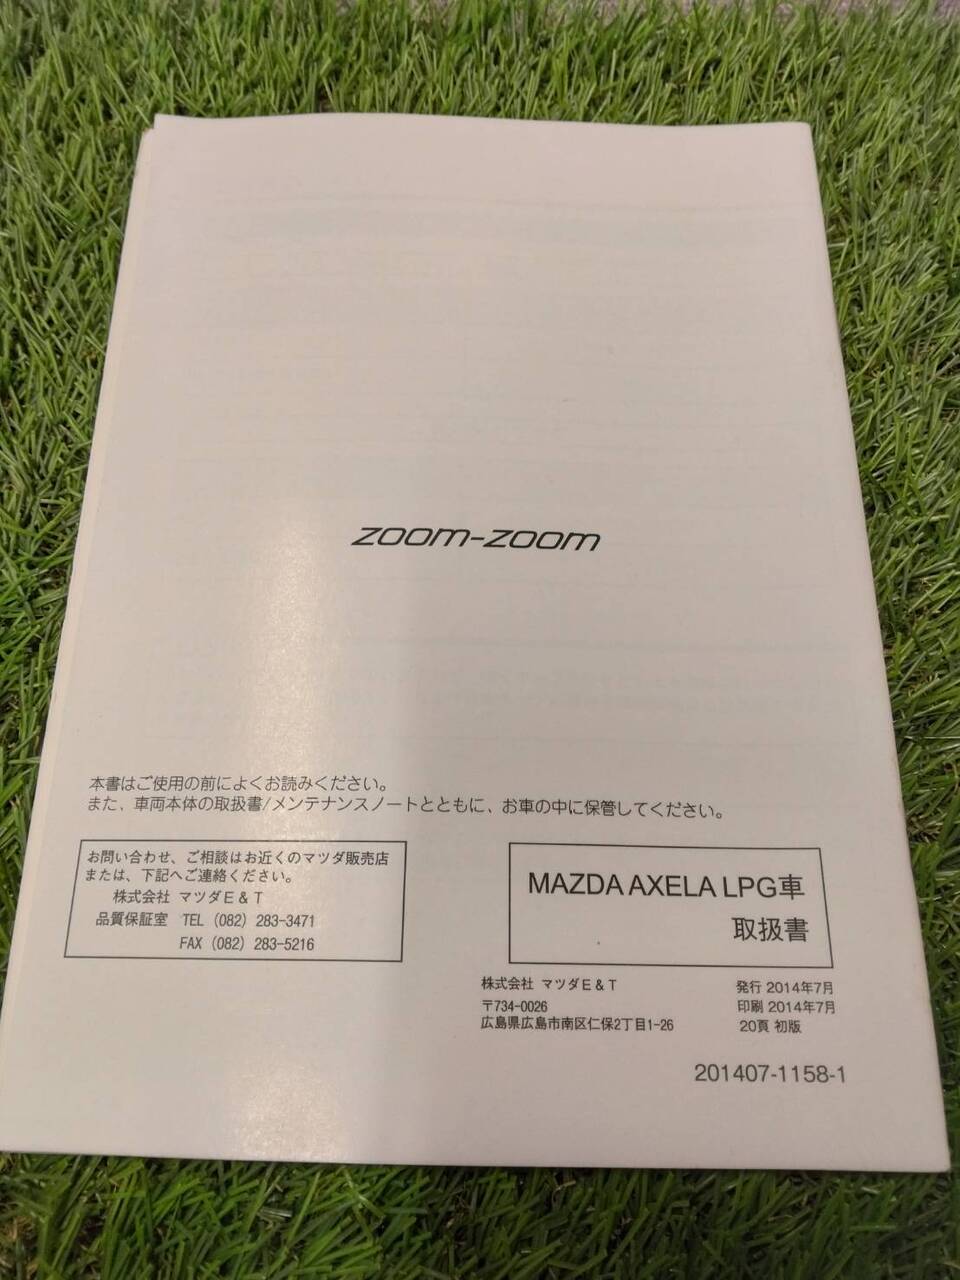 zoom-zoom
本書はご使用の前によくお読みください。
また、車両本体の取扱書/メンテナンスノートとともに、お車の中に保管してください。
お問い合わせ、ご相談はお近くのマツダ販売店
または、下記へご連絡ください。
株式会社 マツダE&T
品質保証室 TEL (082) 283-3471
FAX (082) 283-5216
MAZDA AXELA LPG車
取扱書
株式会社 マツダE&T
〒734-0026
広島県広島市南区仁保2丁目1-26
発行 2014年7月
印刷 2014年7月
20頁 初版
201407-1158-1